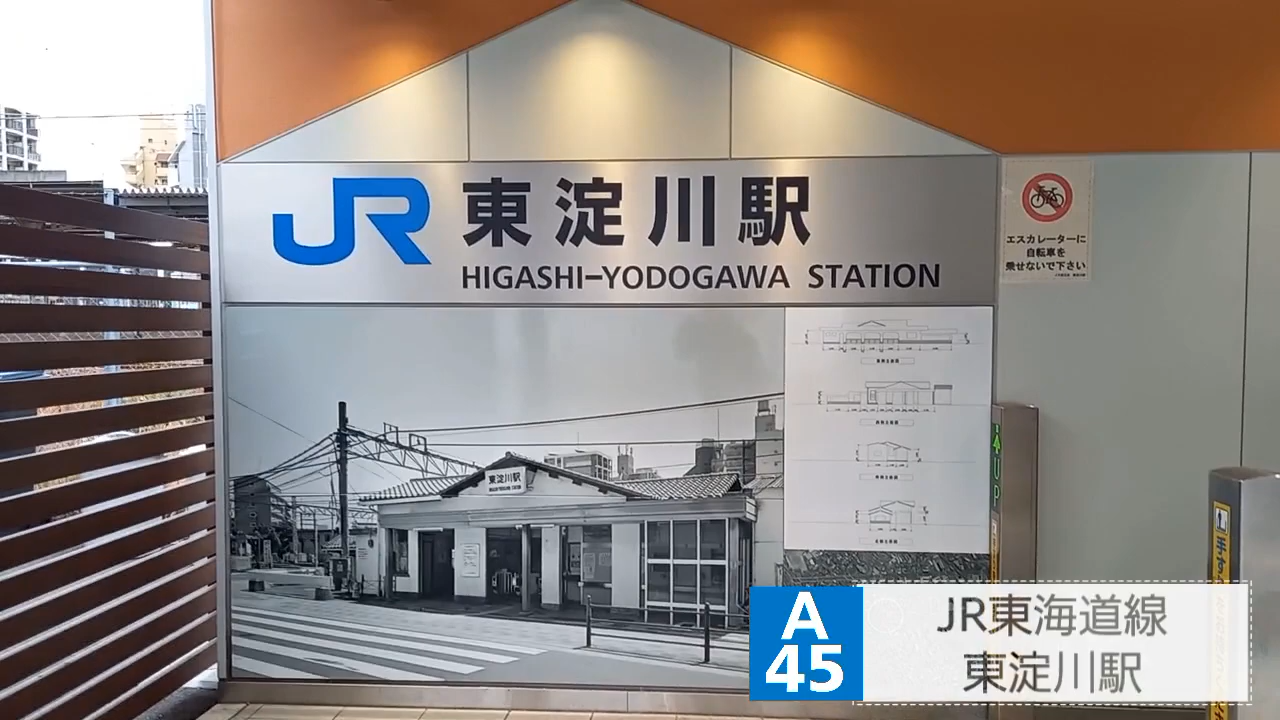 JR 東淀川駅
HIGASHI-YODOGAWA STATION
エスカレーターに
自転車を
乗せないで下さい
東淀川駅
UP
A
45
JR東海道線
東淀川駅